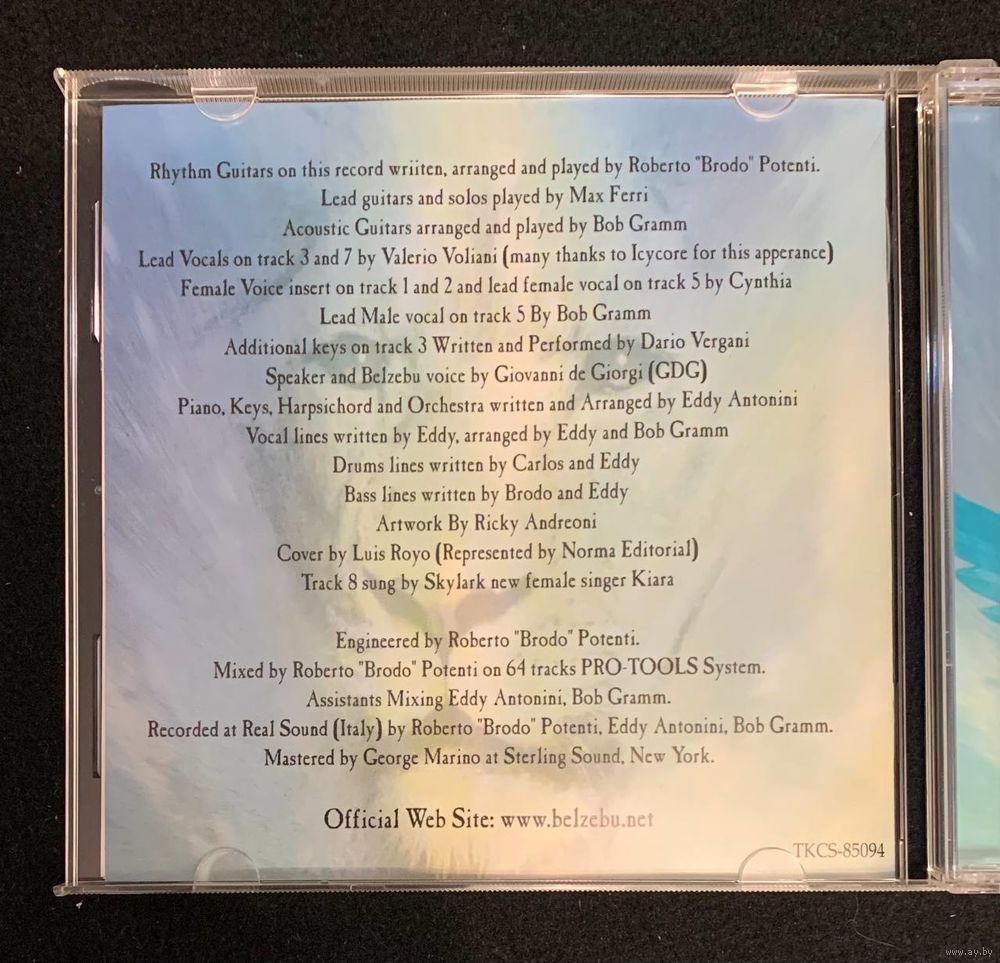 Rhythm Guitars on this record wriiten, arranged and played by Roberto "Brodo" Potenti.
Lead guitars and solos played by Max Ferri
Acoustic Guitars arranged and played by Bob Gramm
Lead Vocals on track 3 and 7 by Valerio Voliani (many thanks to Icycore for this apperance)
Female Voice insert on track 1 and 2 and lead female vocal on track 5 by Cynthia
Lead Male vocal on track 5 By Bob Gramm
Additional keys on track 3 Written and Performed by Dario Vergani
Speaker and Belzebu voice by Giovanni de Giorgi (GDG)
Piano, Keys, Harpsichord and Orchestra written and Arranged by Eddy Antonini
Vocal lines written by Eddy, arranged by Eddy and Bob Gramm
Drums lines written by Carlos and Eddy
Bass lines written by Brodo and Eddy
Artwork By Ricky Andreoni
Cover by Luis Royo (Represented by Norma Editorial)
Track 8 sung by Skylark new female singer Kiara
Engineered by Roberto "Brodo" Potenti.
Mixed by Roberto "Brodo" Potenti on 64 tracks PRO-TOOLS System.
Assistants Mixing Eddy Antonini, Bob Gramm.
Recorded at Real Sound (Italy) by Roberto "Brodo" Potenti, Eddy Antonini, Bob Gramm.
Mastered by George Marino at Sterling Sound, New York.
Official Web Site: www.belzebu.net
TKCS-85094
www.ay.by